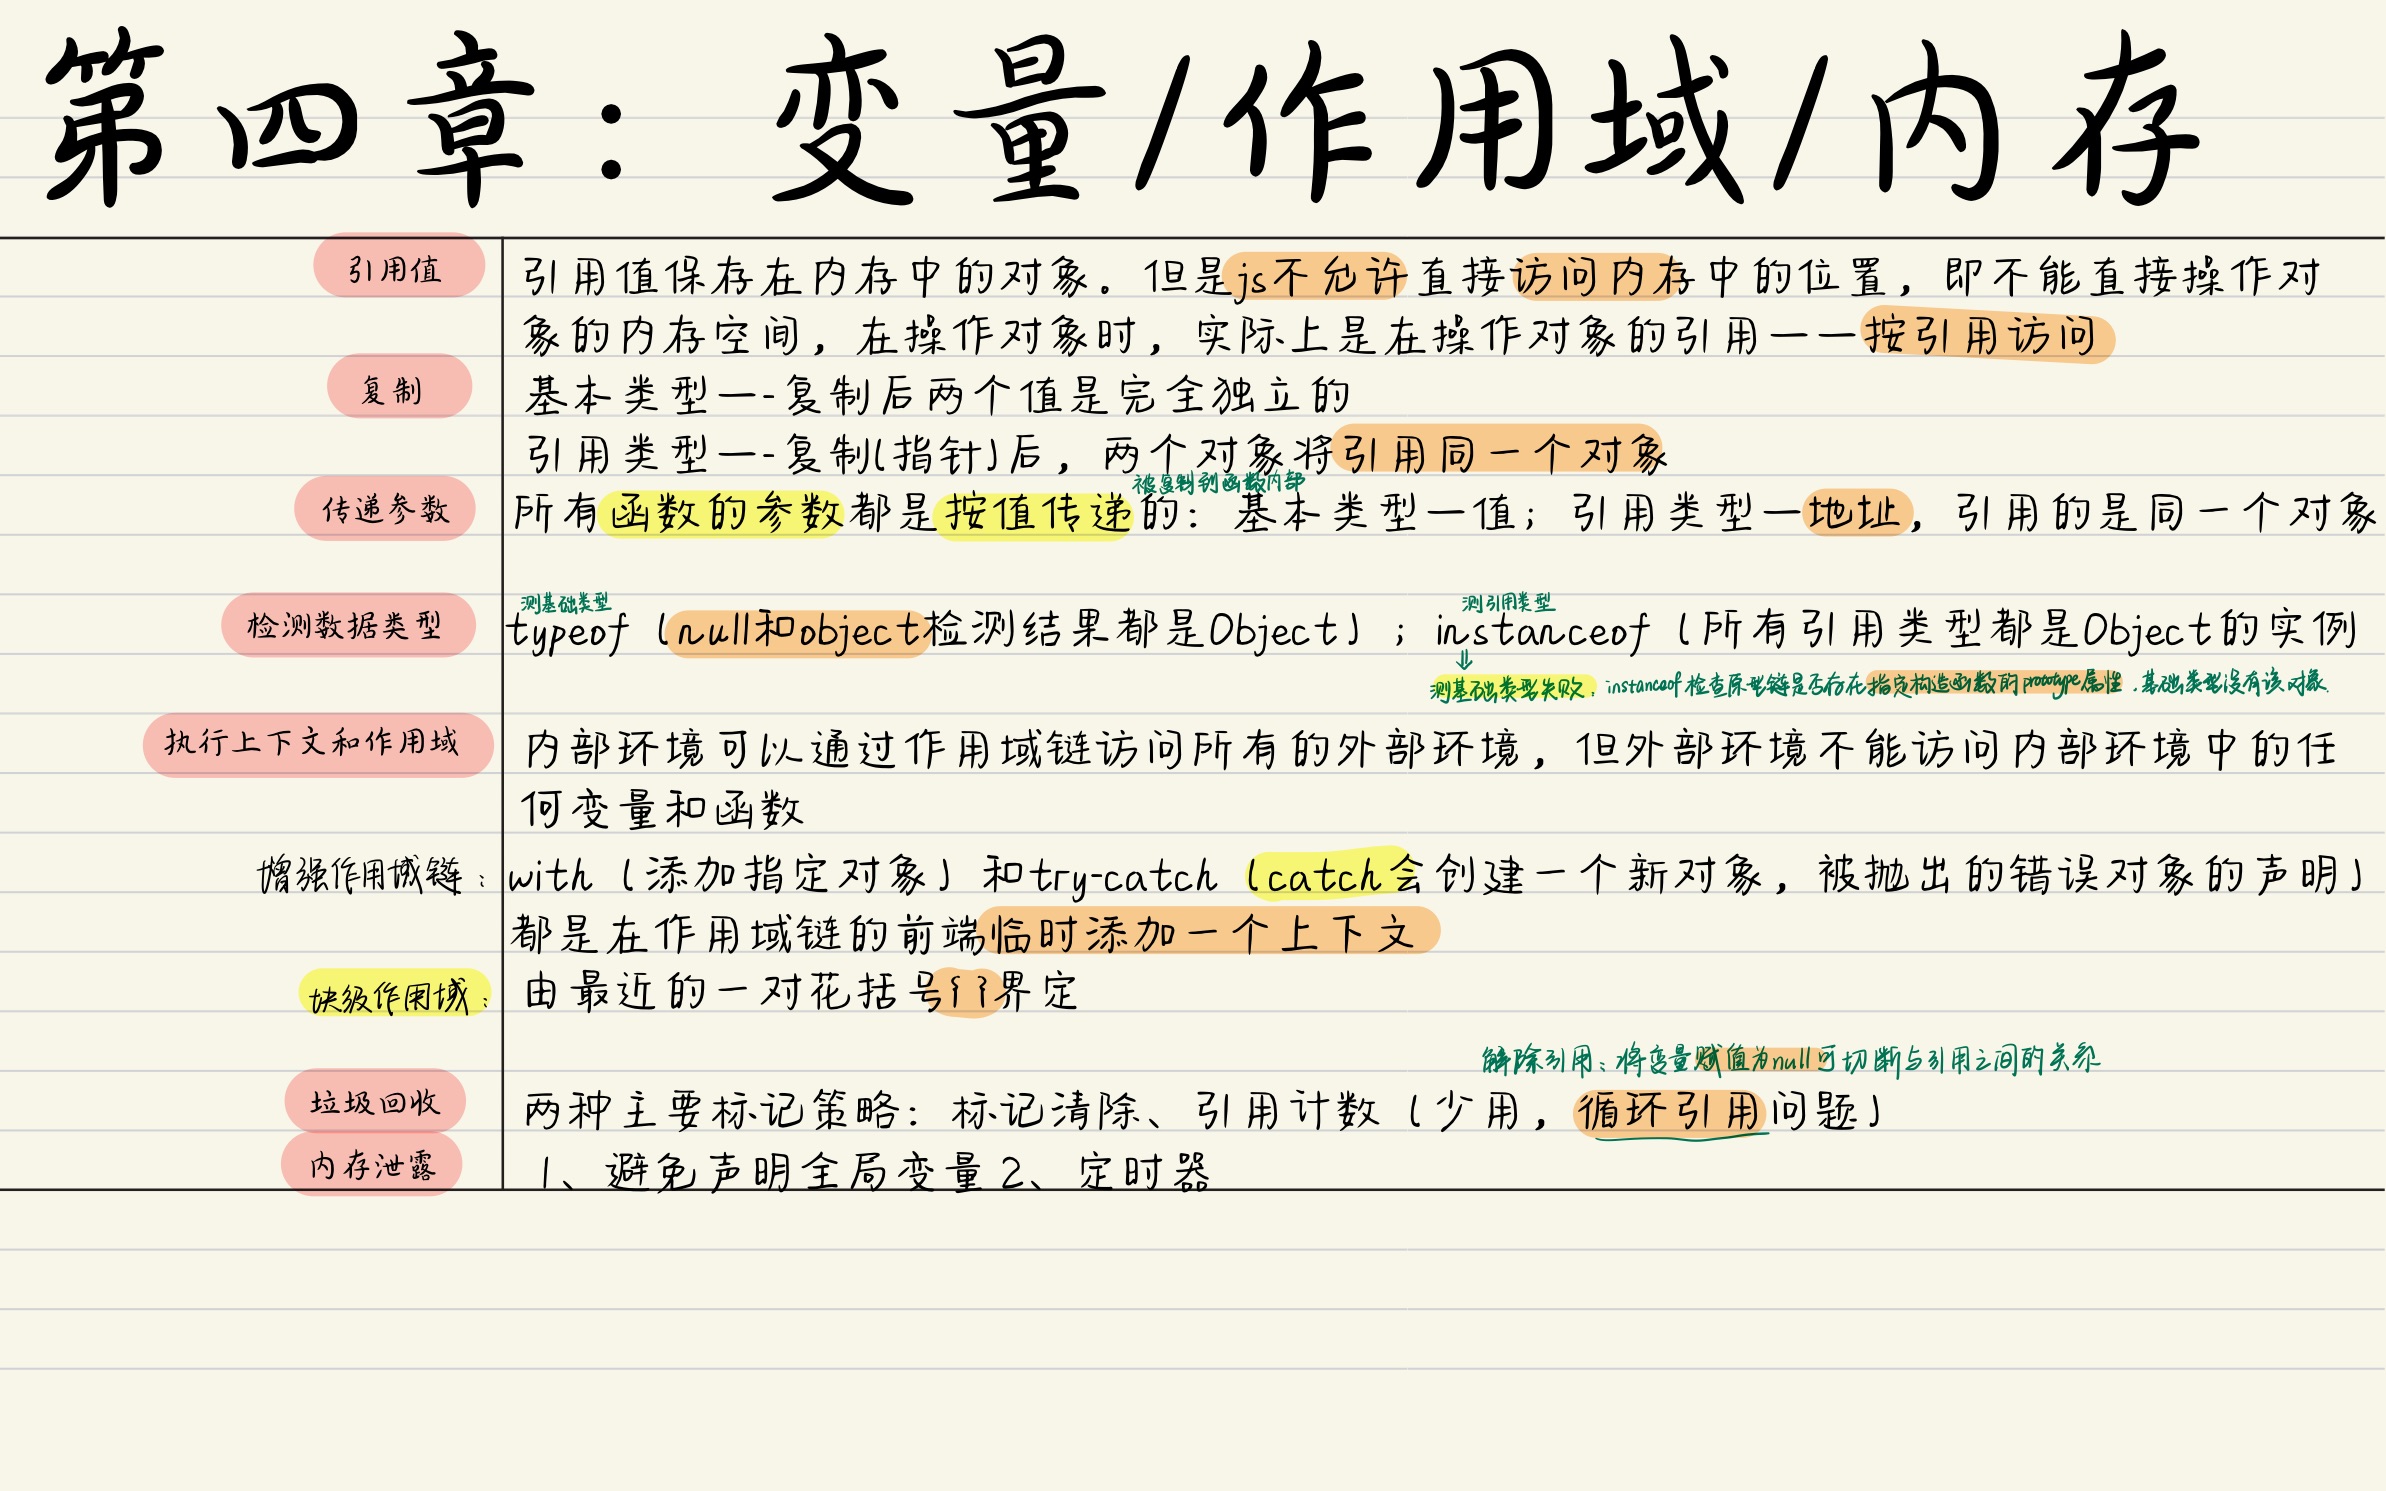 第四章：变量/作用域/内存
引用值
引用值保存在内存中的对象。但是js不允许直接访问内存中的位置，即不能直接操作对
象的内存空间，在操作对象时，实际上是在操作对象的引用——按引用访问
复制
基本类型—-复制后两个值是完全独立的
引用类型—-复制(指针)后，两个对象将引用同一个对象
被复制到函数内部
传递参数
所有函数的参数都是按值传递的：基本类型—值；引用类型—地址，引用的是同一个对象
测基础类型
测引用类型
检测数据类型
typeof（null和object检测结果都是Object）；instanceof（所有引用类型都是Object的实例
⇓
测基础类型失败：instanceof检查原型链是否存在指定构造函数的prototype属性，基础类型没有该对象.
执行上下文和作用域
内部环境可以通过作用域链访问所有的外部环境，但外部环境不能访问内部环境中的任
何变量和函数
增强作用域链：
with（添加指定对象）和try-catch（catch会创建一个新对象，被抛出的错误对象的声明）
都是在作用域链的前端临时添加一个上下文
块级作用域：
由最近的一对花括号{}界定
解除引用：将变量赋值为null可切断与引用之间的关系
垃圾回收
两种主要标记策略：标记清除、引用计数（少用，循环引用问题）
内存泄露
1、避免声明全局变量2、定时器